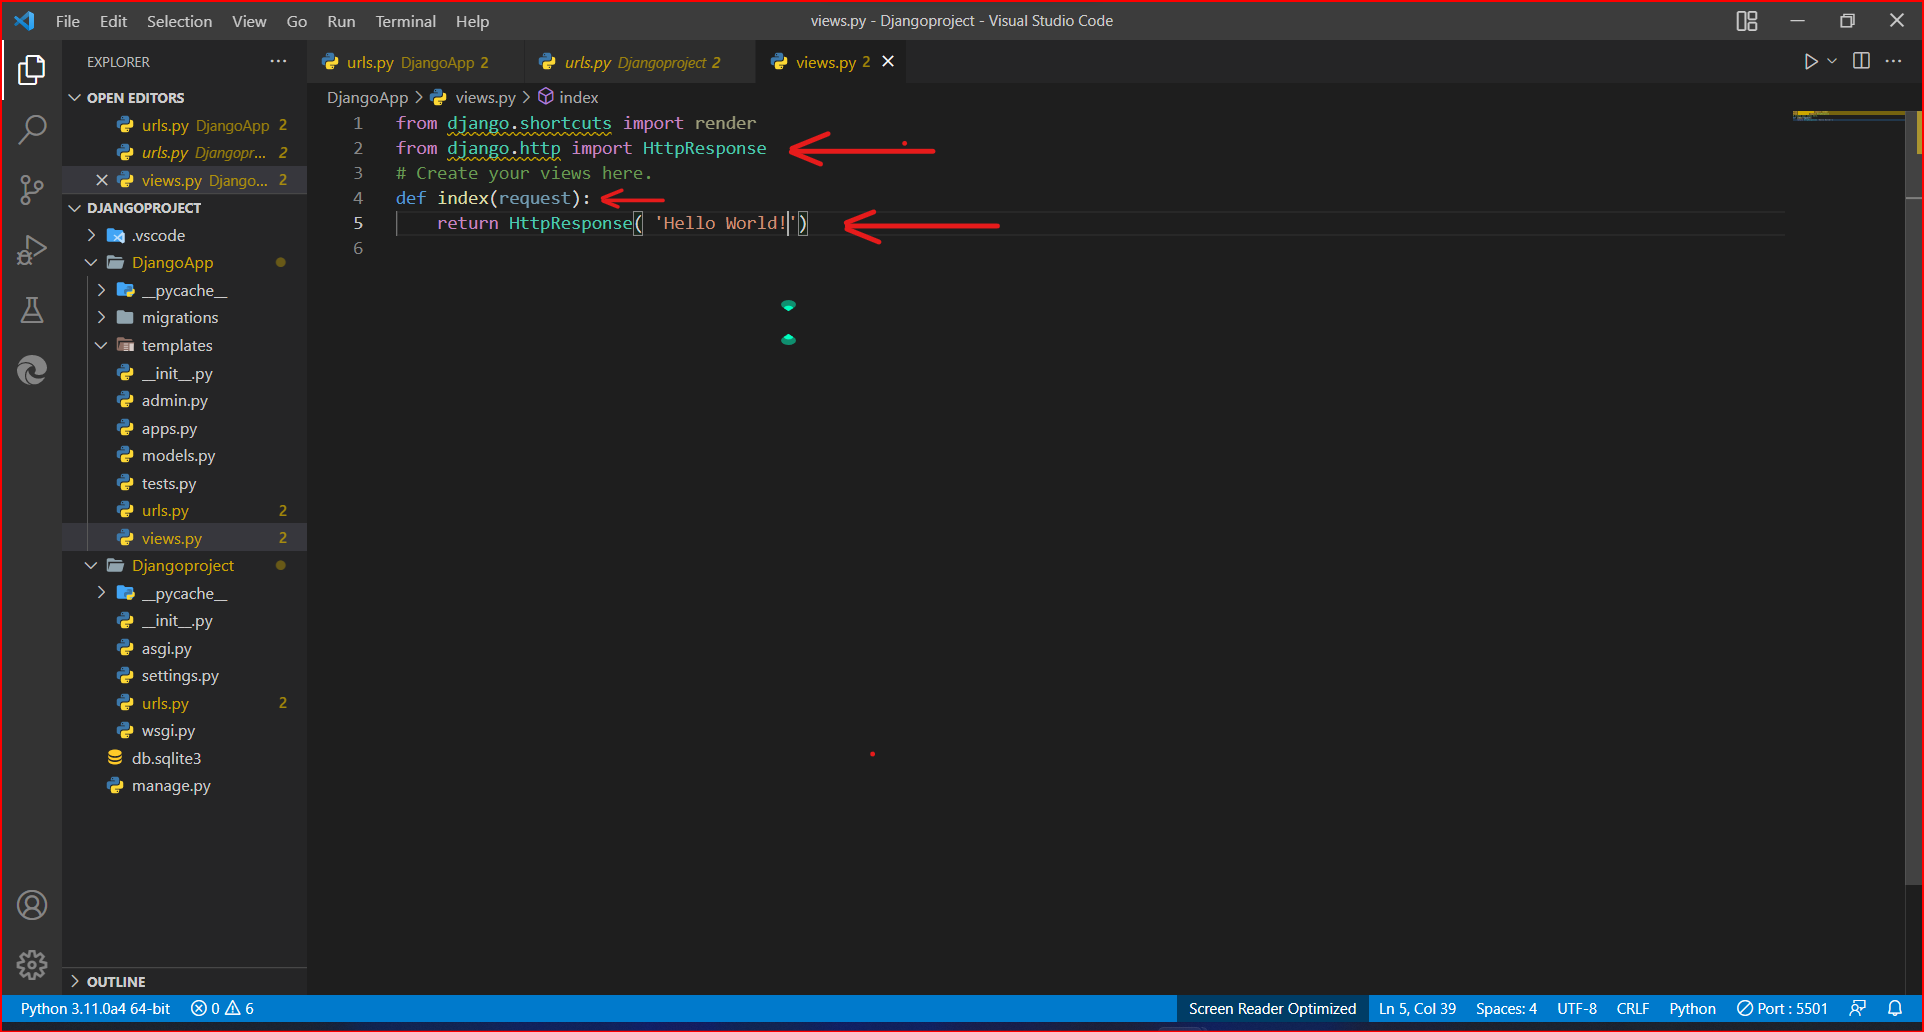 File Edit Selection View Go Run Terminal Help
views.py - Djangoproject - Visual Studio Code
EXPLORER
OPEN EDITORS
urls.py DjangoApp 2
urls.py Djangopr... 2
views.py Django... 2
DJANGOPROJECT
.vscode
DjangoApp
__pycache__
migrations
templates
__init__.py
admin.py
apps.py
models.py
tests.py
urls.py 2
views.py 2
Djangoproject
__pycache__
__init__.py
asgi.py
settings.py
urls.py 2
wsgi.py
db.sqlite3
manage.py
OUTLINE
urls.py DjangoApp 2
urls.py Djangoproject 2
views.py 2
DjangoApp > views.py > index
1 from django.shortcuts import render
2 from django.http import HttpResponse
3 # Create your views here.
4 def index(request):
5 return HttpResponse( 'Hello World!')
6
Python 3.11.0a4 64-bit 0 6
Screen Reader Optimized Ln 5, Col 39 Spaces: 4 UTF-8 CRLF Python Port : 5501